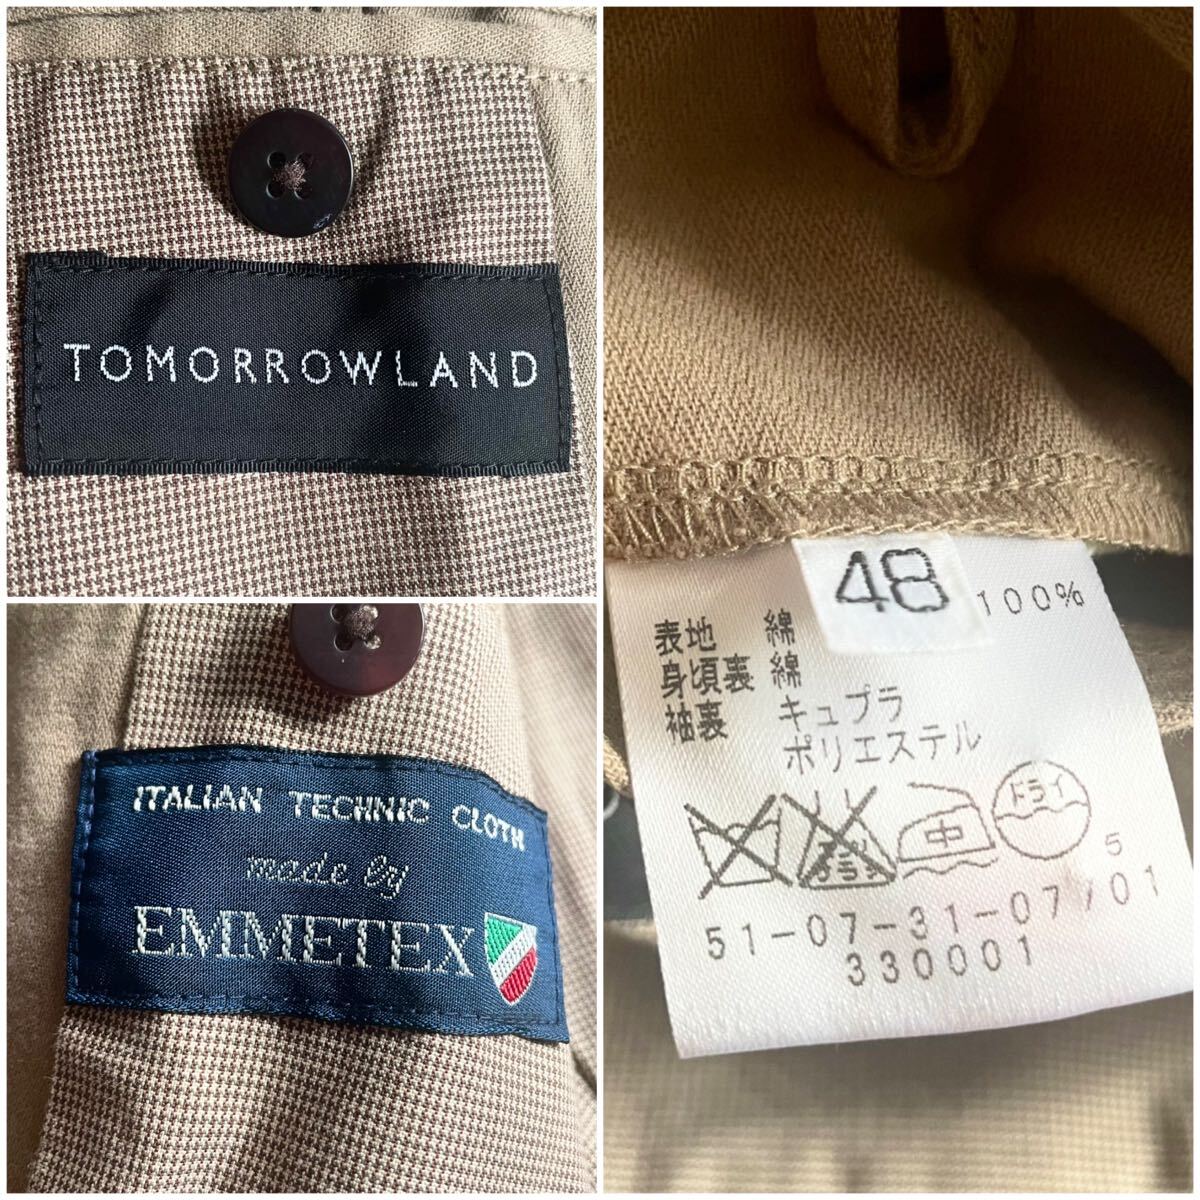 TOMORROWLAND
ITALIAN TECHNIC CLOTH
made by
EMMETEX
48
表地 綿 100%
身頃裏 綿
袖裏 キュプラ
ポリエステル
中 ドライ
51-07-31-07/01 5
330001